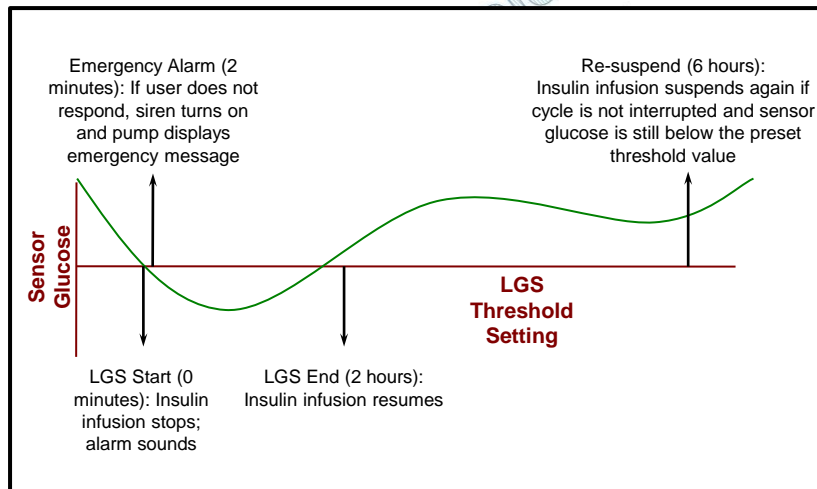 Emergency Alarm (2
minutes): If user does not
respond, siren turns on
and pump displays
emergency message
Re-suspend (6 hours):
Insulin infusion suspends again if
cycle is not interrupted and sensor
glucose is still below the preset
threshold value
Sensor
Glucose
LGS
Threshold
Setting
LGS Start (0
minutes): Insulin
infusion stops;
alarm sounds
LGS End (2 hours):
Insulin infusion resumes